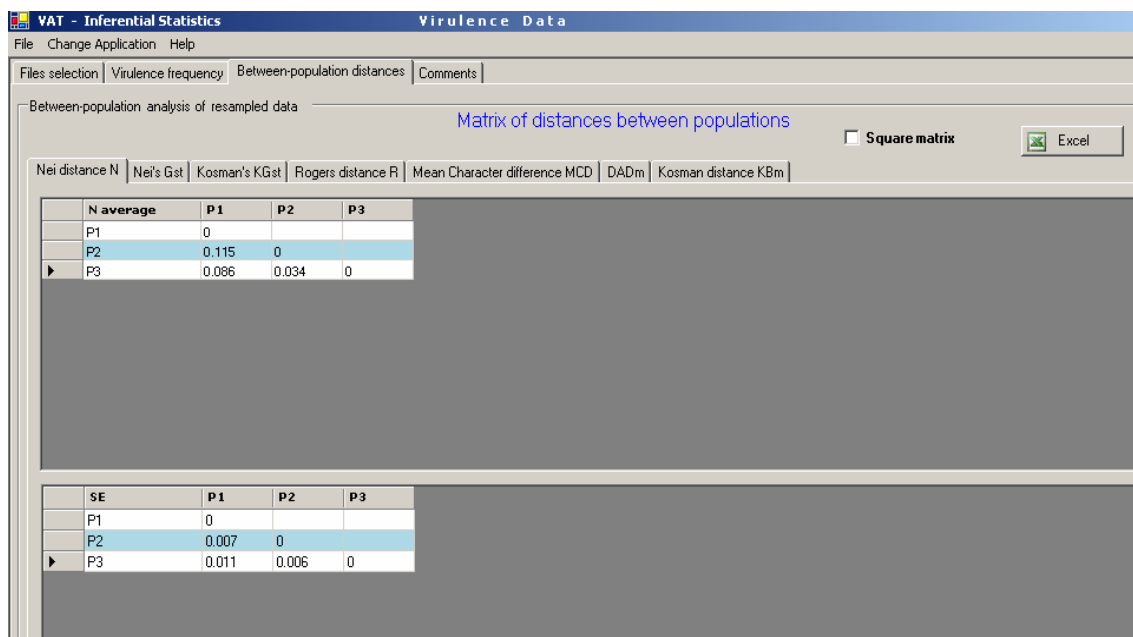 VAT - Inferential Statistics Virulence Data
File Change Application Help
Files selection Virulence frequency Between-population distances Comments
Between-population analysis of resampled data
Matrix of distances between populations
Square matrix
Excel
Nei distance N Nei's Gst Kosman's KGst Rogers distance R Mean Character difference MCD DADm Kosman distance KBm
N average P1 P2 P3
P1 0
P2 0.115 0
P3 0.086 0.034 0
SE P1 P2 P3
P1 0
P2 0.007 0
P3 0.011 0.006 0